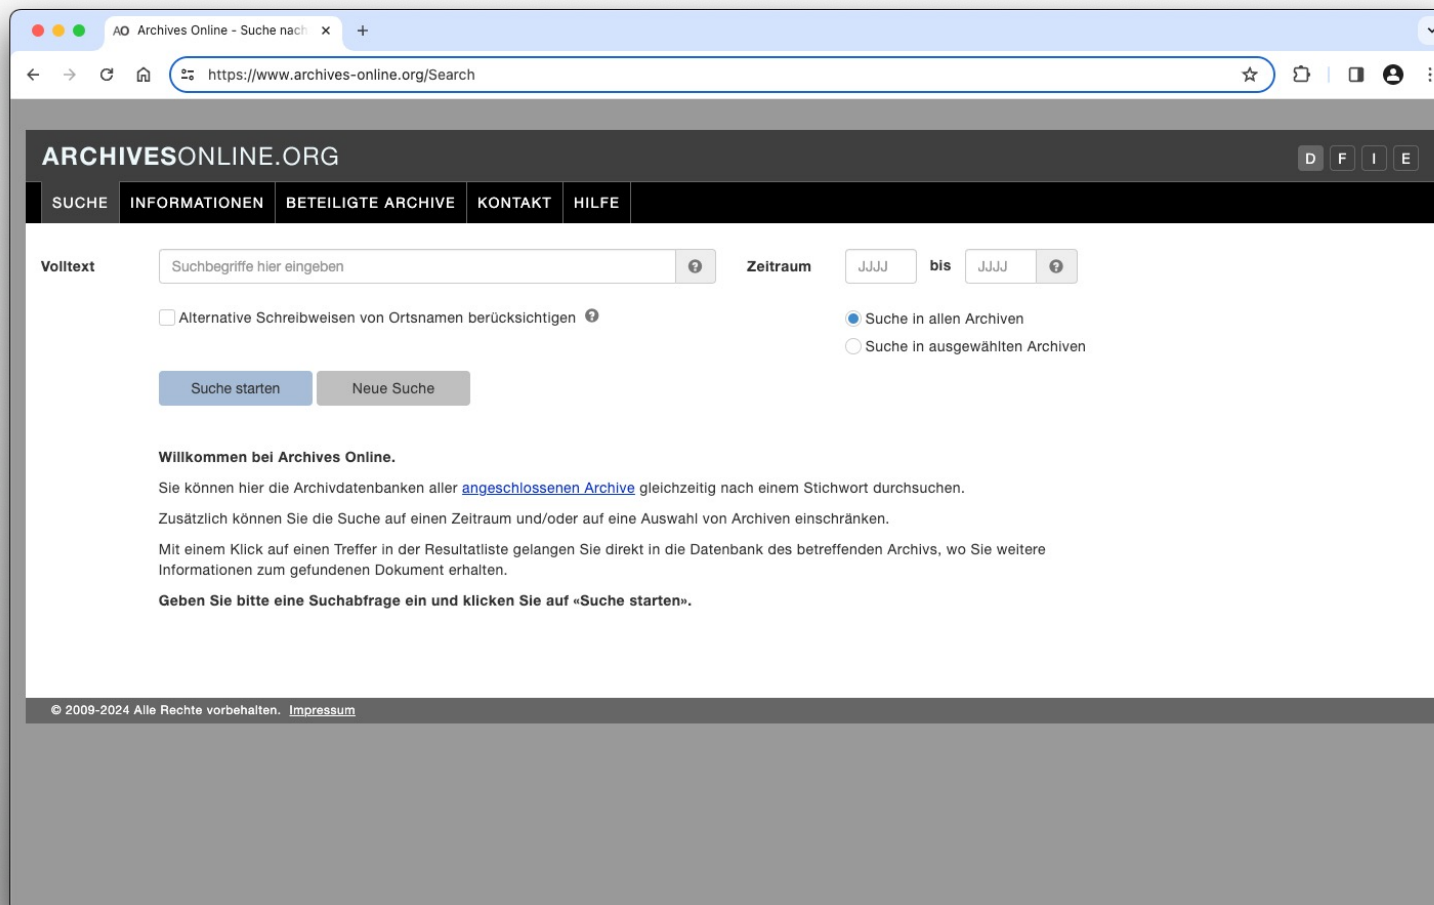 AO Archives Online - Suche nach
https://www.archives-online.org/Search
ARCHIVESONLINE.ORG
D F I E
SUCHE INFORMATIONEN BETEILIGTE ARCHIVE KONTAKT HILFE
Volltext Suchbegriffe hier eingeben Zeitraum JJJJ bis JJJJ
Alternative Schreibweisen von Ortsnamen berücksichtigen
Suche in allen Archiven
Suche in ausgewählten Archiven
Suche starten Neue Suche
Willkommen bei Archives Online.
Sie können hier die Archivdatenbanken aller angeschlossenen Archive gleichzeitig nach einem Stichwort durchsuchen.
Zusätzlich können Sie die Suche auf einen Zeitraum und/oder auf eine Auswahl von Archiven einschränken.
Mit einem Klick auf einen Treffer in der Resultatliste gelangen Sie direkt in die Datenbank des betreffenden Archivs, wo Sie weitere
Informationen zum gefundenen Dokument erhalten.
Geben Sie bitte eine Suchabfrage ein und klicken Sie auf «Suche starten».
© 2009-2024 Alle Rechte vorbehalten. Impressum